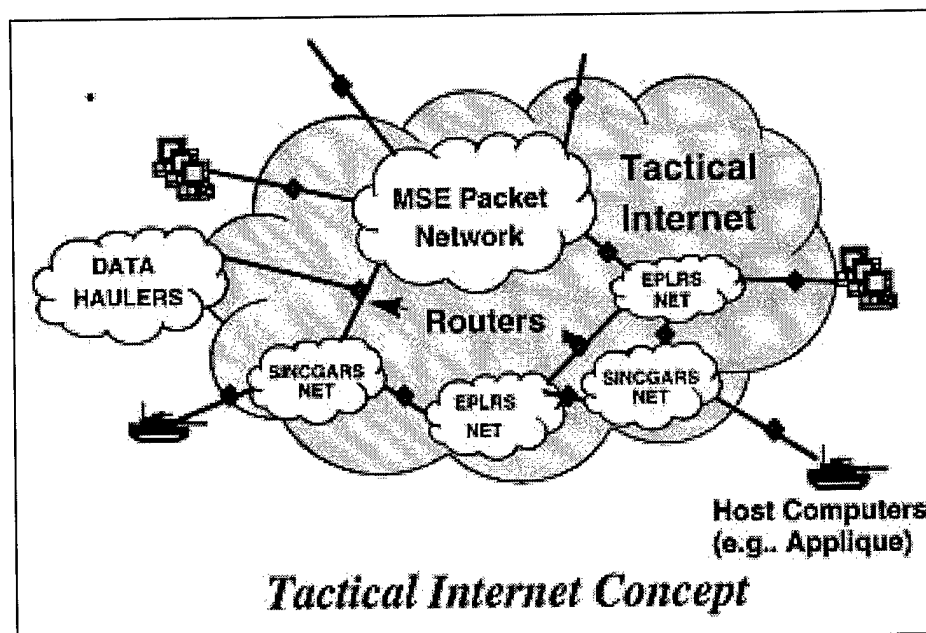 Tactical
Internet
MSE Packet
Network
DATA
HAULERS
EPLRS
NET
Routers
SINCGARS
NET
EPLRS
NET
SINCGARS
NET
Host Computers
(e.g.. Applique)
Tactical Internet Concept